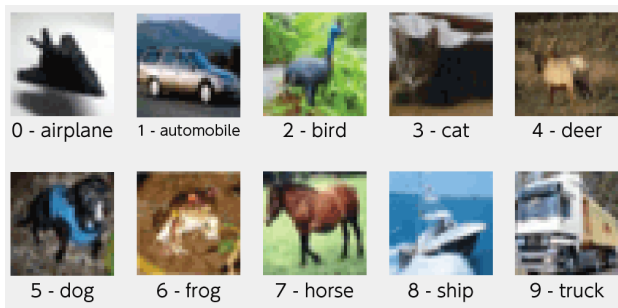 0 - airplane
1 - automobile
2 - bird
3 - cat
4 - deer
5 - dog
6 - frog
7 - horse
8 - ship
9 - truck